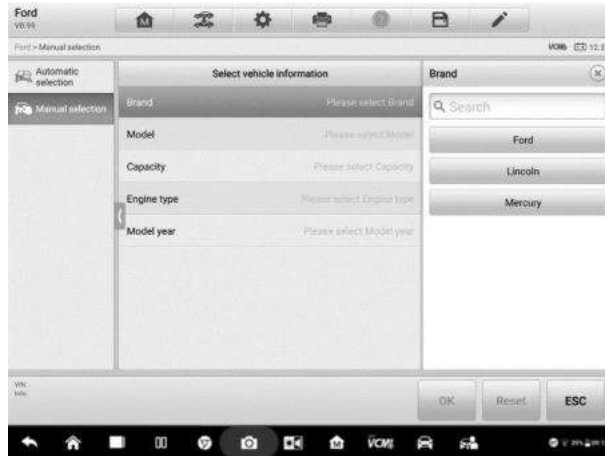 Ford
V0.99
Ford > Manual selection
VCMI
12.2
Automatic
selection
Manual selection
Select vehicle information
Brand
Please select Brand
Model
Please select Model
Capacity
Please select Capacity
Engine type
Please select Engine type
Model year
Please select Model year
Brand
Search
Ford
Lincoln
Mercury
VIN:
Info:
OK
Reset
ESC
VCMI